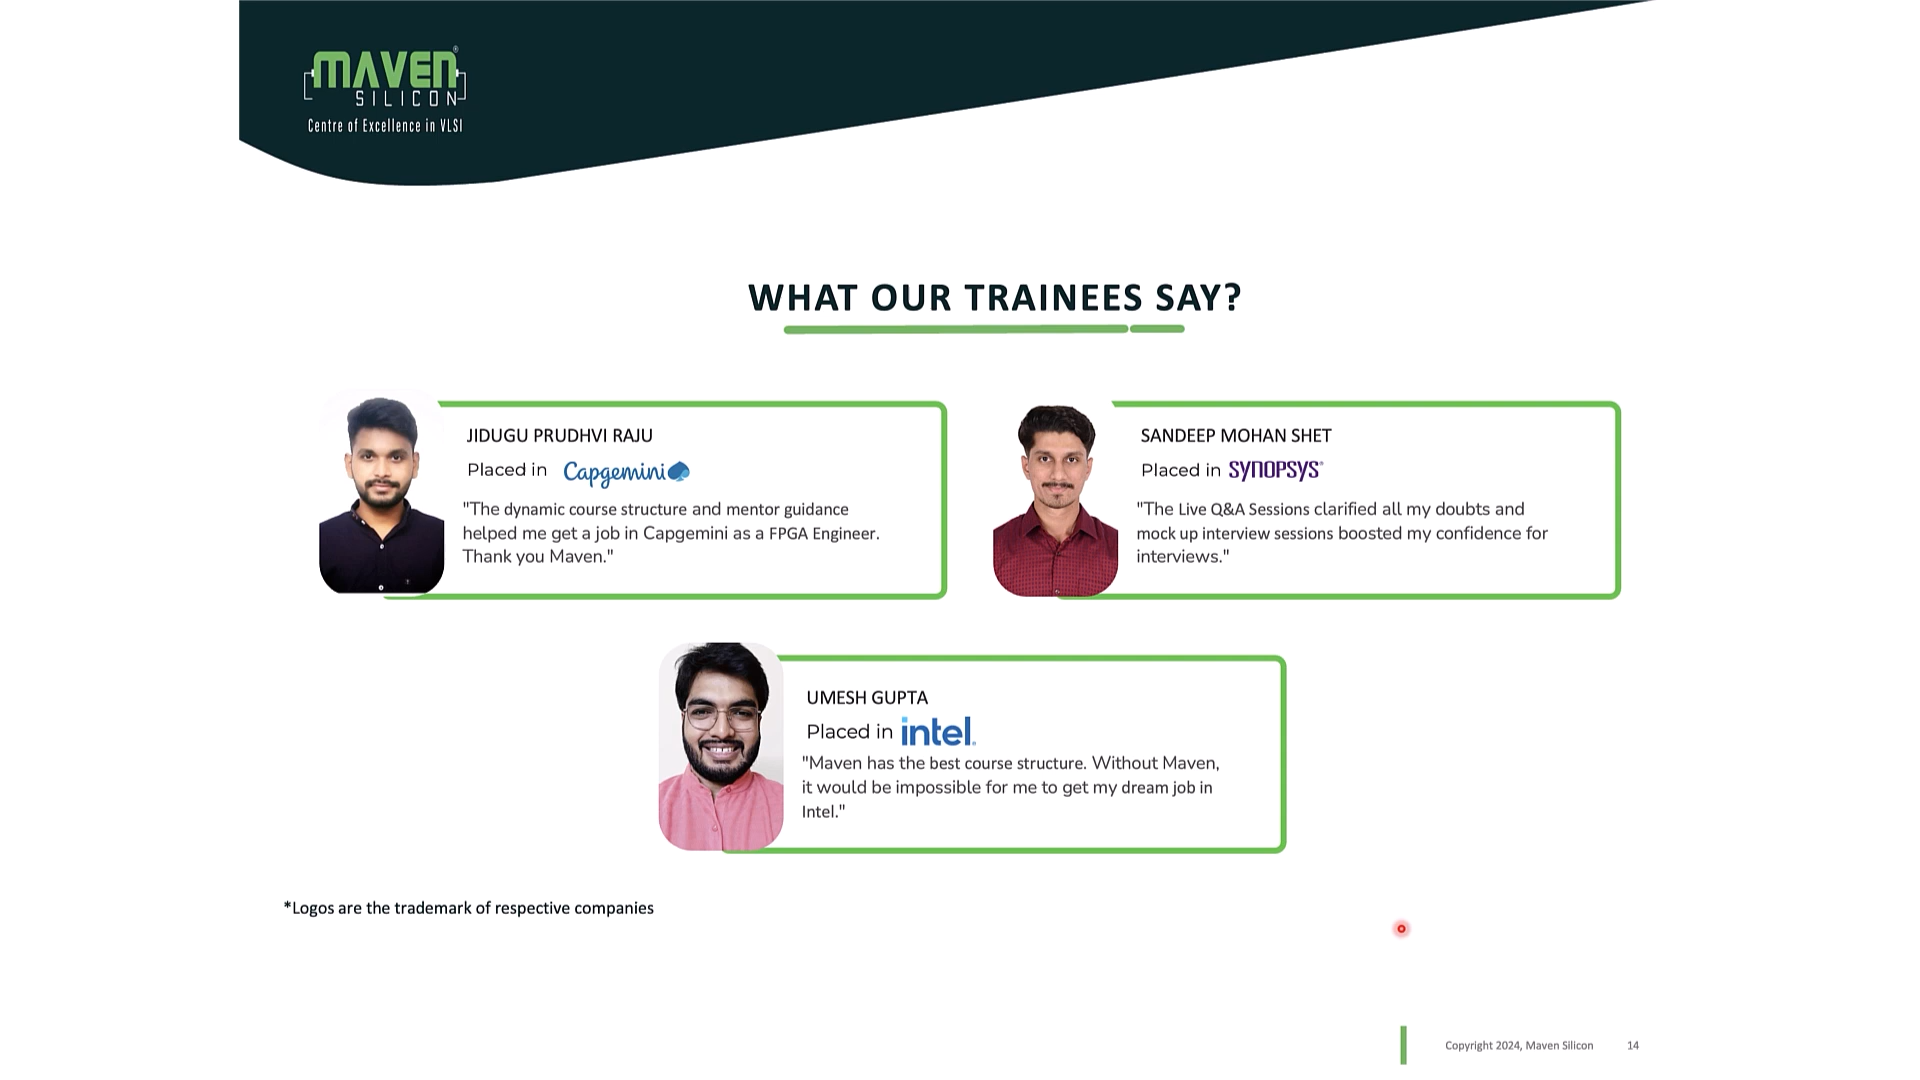 MAVEN®
SILICON
Centre of Excellence in VLSI
WHAT OUR TRAINEES SAY?
JIDUGU PRUDHVI RAJU
Placed in Capgemini
"The dynamic course structure and mentor guidance
helped me get a job in Capgemini as a FPGA Engineer.
Thank you Maven."
SANDEEP MOHAN SHET
Placed in SYNOPSYS®
"The Live Q&A Sessions clarified all my doubts and
mock up interview sessions boosted my confidence for
interviews."
UMESH GUPTA
Placed in intel.
"Maven has the best course structure. Without Maven,
it would be impossible for me to get my dream job in
Intel."
*Logos are the trademark of respective companies
Copyright 2024, Maven Silicon 14